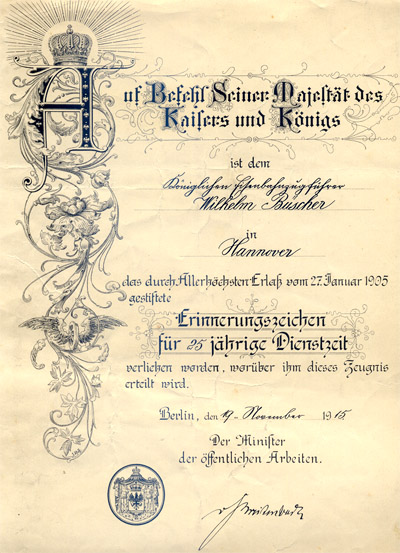 Auf Befehl Seiner Majestät des
Kaisers und Königs
ist dem
Königlichen Eisenbahnzugführer
Wilhelm Büscher
in
Hannover
das durch Allerhöchsten Erlaß vom 27. Januar 1905
gestiftete
Erinnerungszeichen
für 25 jährige Dienstzeit
verliehen worden, worüber ihm dieses Zeugnis
erteilt wird.
Berlin, den 19. November 1915
Der Minister
der öffentlichen Arbeiten.
v Breitenbach